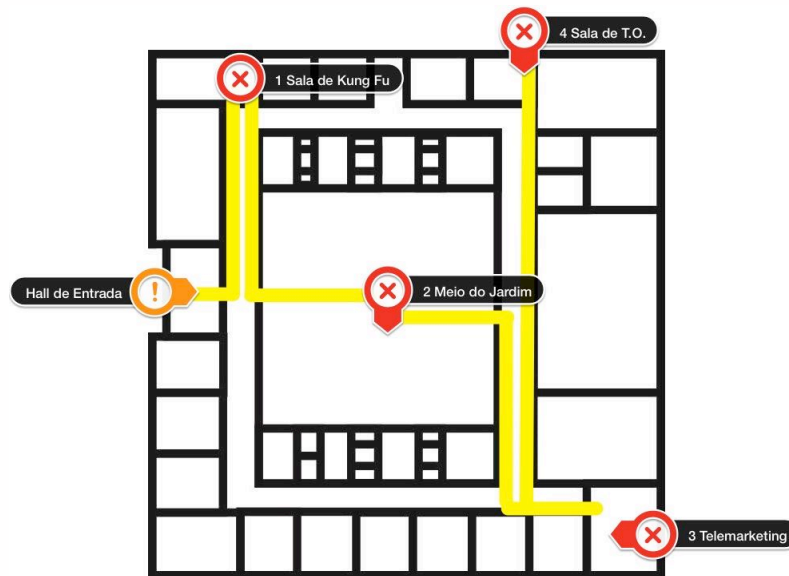 4 Sala de T.O.
1 Sala de Kung Fu
Hall de Entrada
!
2 Meio do Jardim
3 Telemarketing